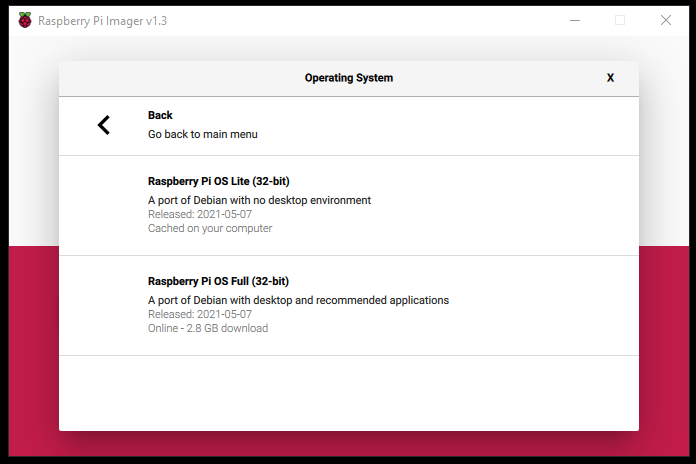 Raspberry Pi Imager v1.3
Operating System
X
Back
Go back to main menu
Raspberry Pi OS Lite (32-bit)
A port of Debian with no desktop environment
Released: 2021-05-07
Cached on your computer
Raspberry Pi OS Full (32-bit)
A port of Debian with desktop and recommended applications
Released: 2021-05-07
Online - 2.8 GB download